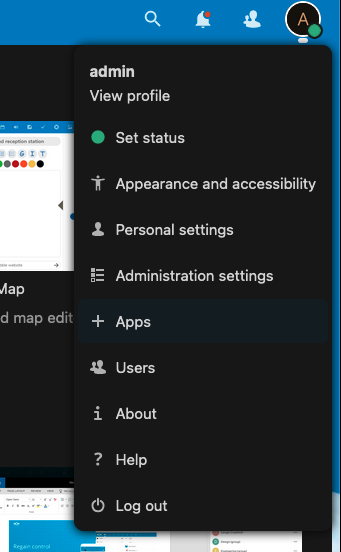 A
admin
View profile
Set status
Appearance and accessibility
Personal settings
Administration settings
Apps
Users
About
Help
Log out
nd reception station
Map
d map edit
Regain control